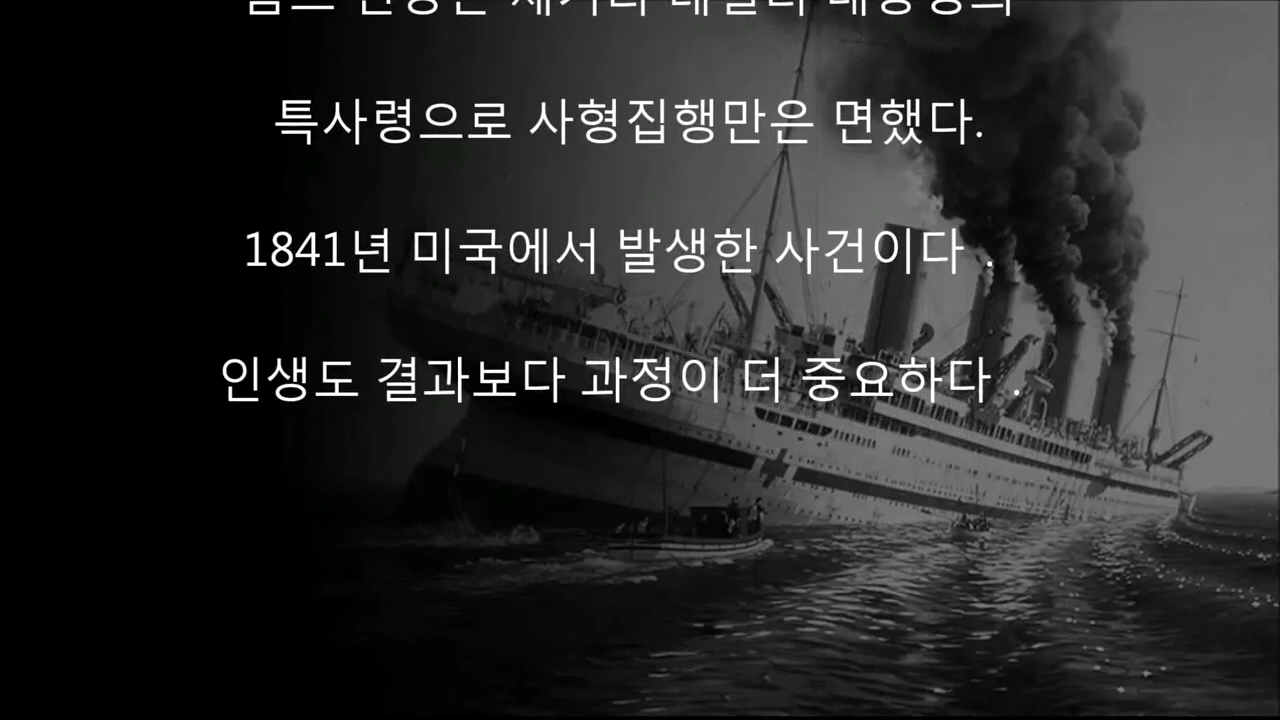 특사령으로 사형집행만은 면했다.
1841년 미국에서 발생한 사건이다 .
인생도 결과보다 과정이 더 중요하다 .